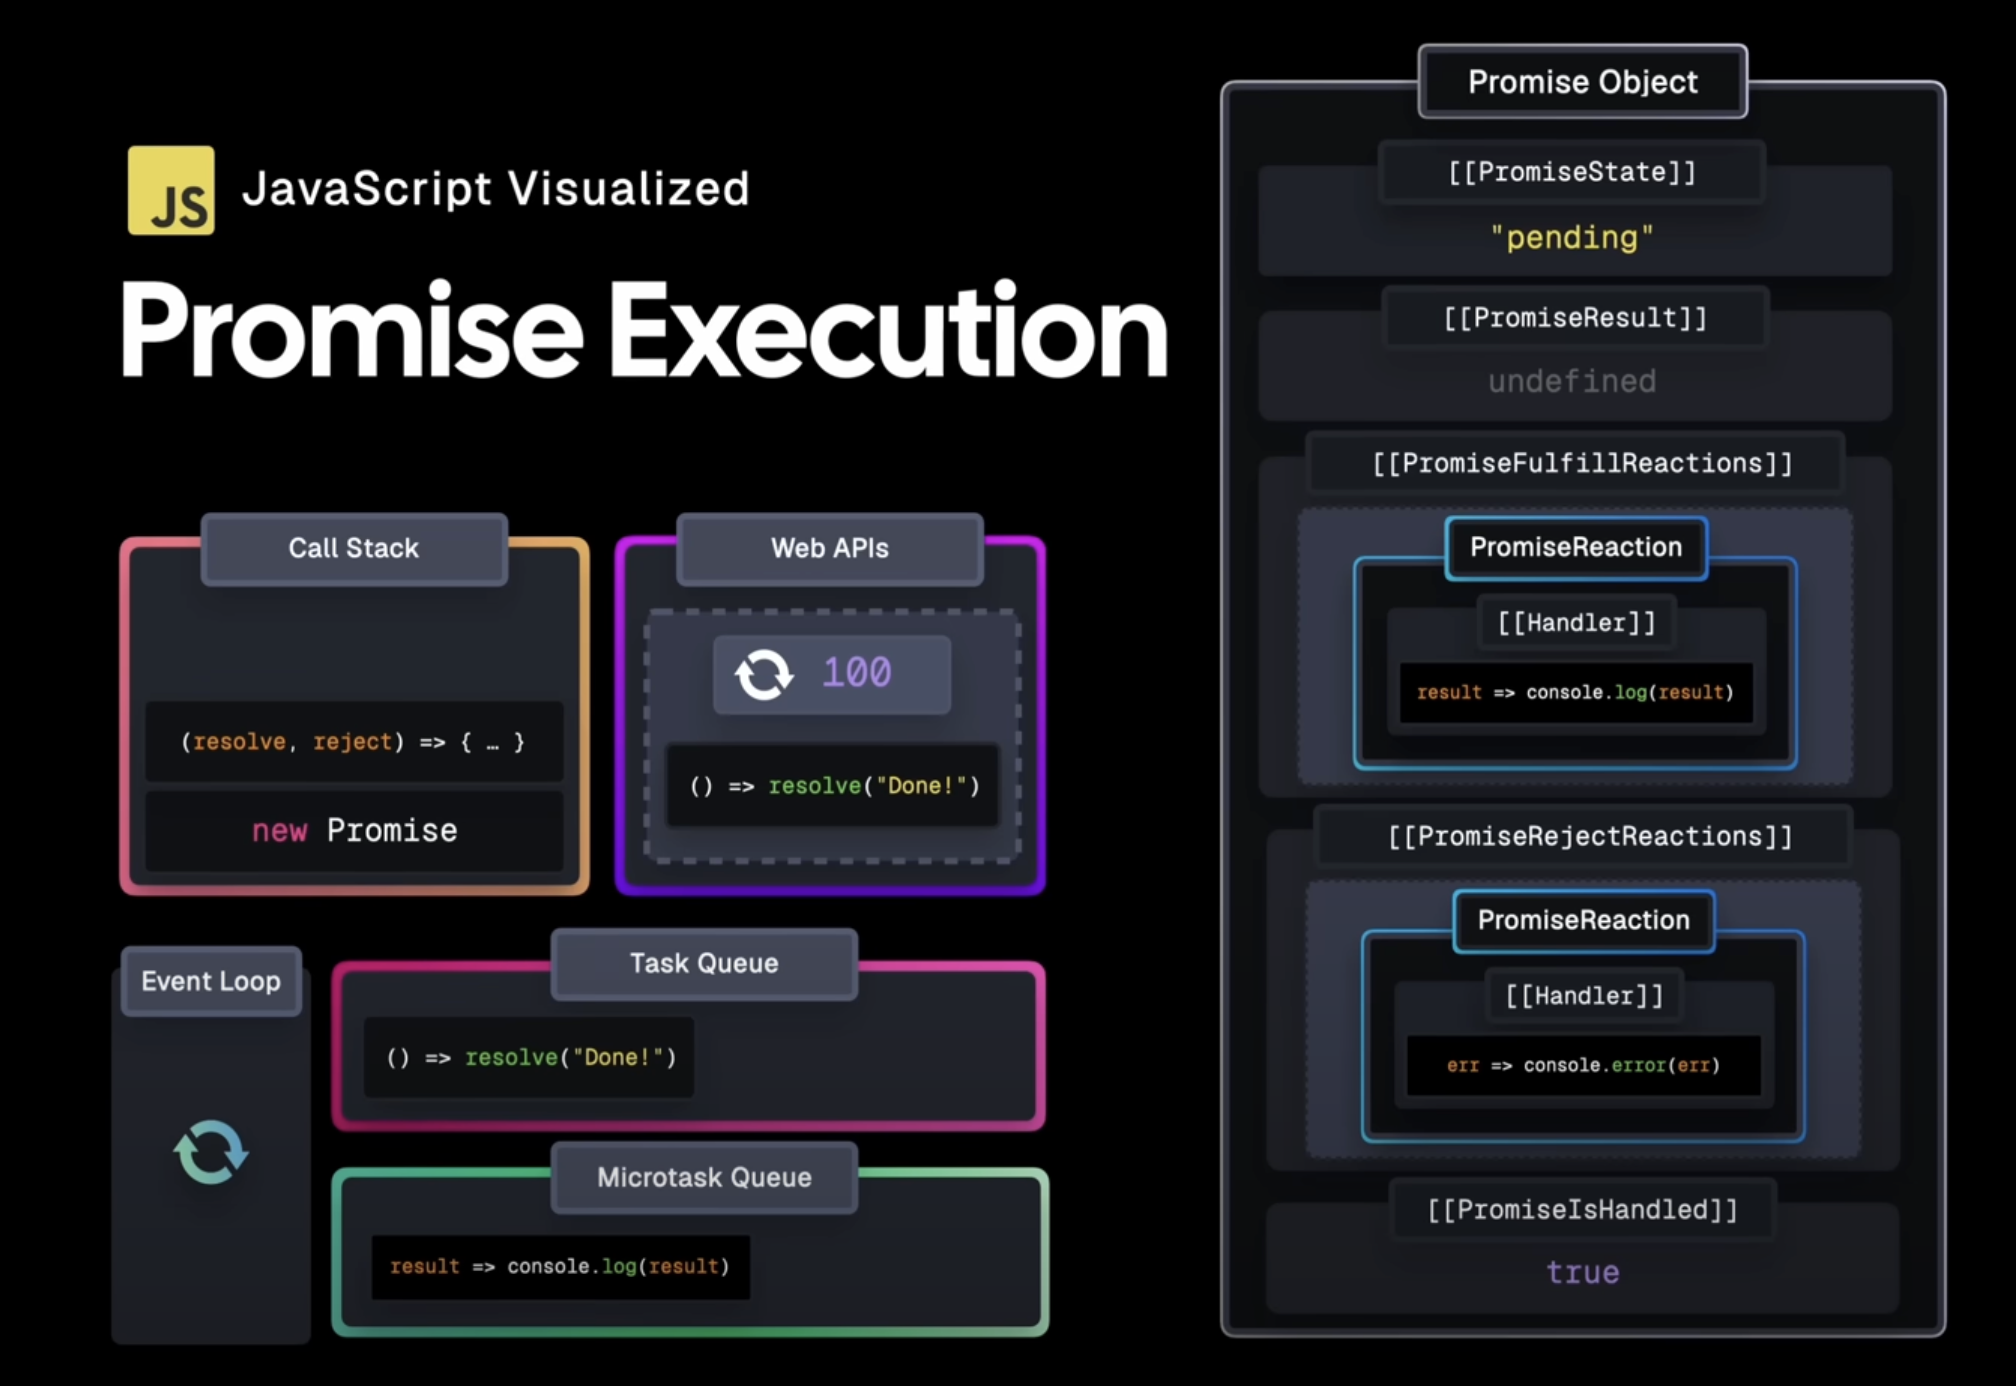 JS
JavaScript Visualized
Promise Execution
Call Stack
(resolve, reject) => { … }
new Promise
Web APIs
100
() => resolve("Done!")
Event Loop
Task Queue
() => resolve("Done!")
Microtask Queue
result => console.log(result)
Promise Object
[[PromiseState]]
"pending"
[[PromiseResult]]
undefined
[[PromiseFulfillReactions]]
PromiseReaction
[[Handler]]
result => console.log(result)
[[PromiseRejectReactions]]
PromiseReaction
[[Handler]]
err => console.error(err)
[[PromiseIsHandled]]
true